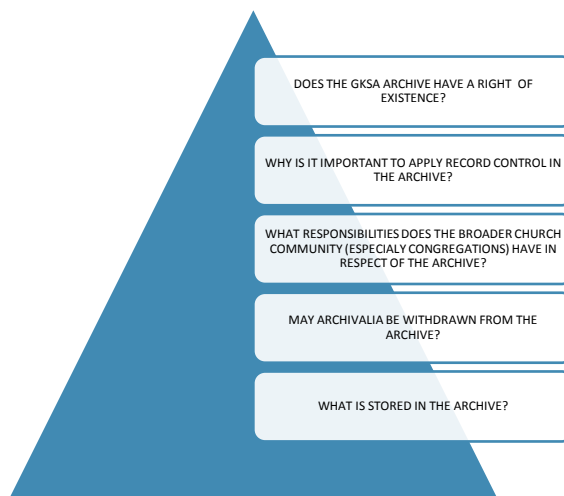 DOES THE GKSA ARCHIVE HAVE A RIGHT OF
EXISTENCE?
WHY IS IT IMPORTANT TO APPLY RECORD CONTROL IN
THE ARCHIVE?
WHAT RESPONSIBILITIES DOES THE BROADER CHURCH
COMMUNITY (ESPECIALY CONGREGATIONS) HAVE IN
RESPECT OF THE ARCHIVE?
MAY ARCHIVALIA BE WITHDRAWN FROM THE
ARCHIVE?
WHAT IS STORED IN THE ARCHIVE?